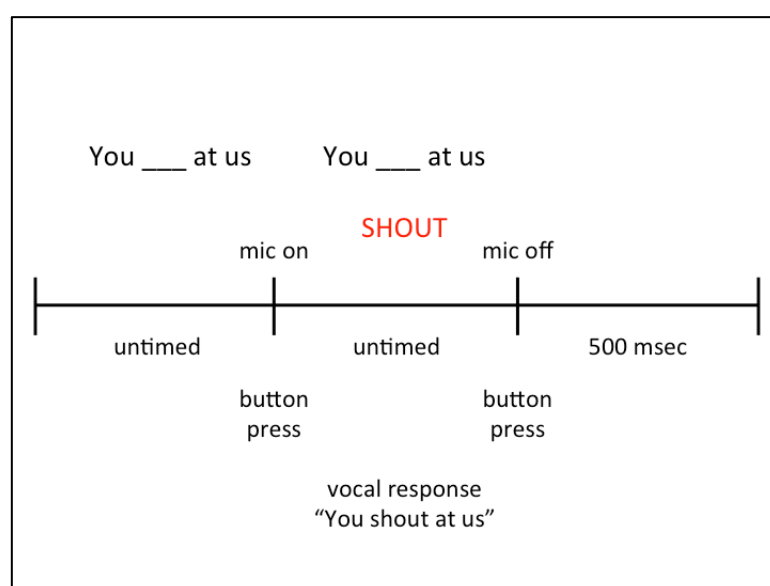 You ___ at us You ___ at us
SHOUT
mic on mic off
untimed untimed 500 msec
button button
press press
vocal response
“You shout at us”